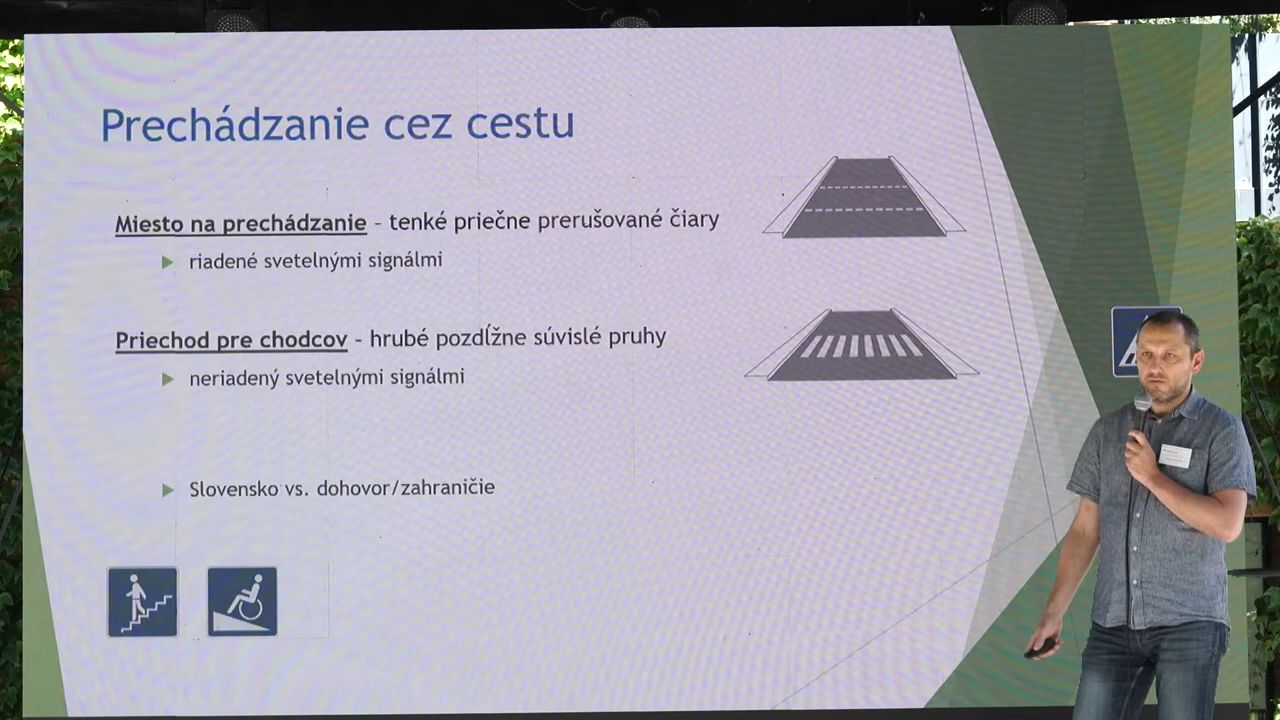 Prechádzanie cez cestu
Miesto na prechádzanie – tenké priečne prerušované čiary
riadené svetelnými signálmi
Priechod pre chodcov – hrubé pozdĺžne súvislé pruhy
neriadený svetelnými signálmi
Slovensko vs. dohovor/zahraničie